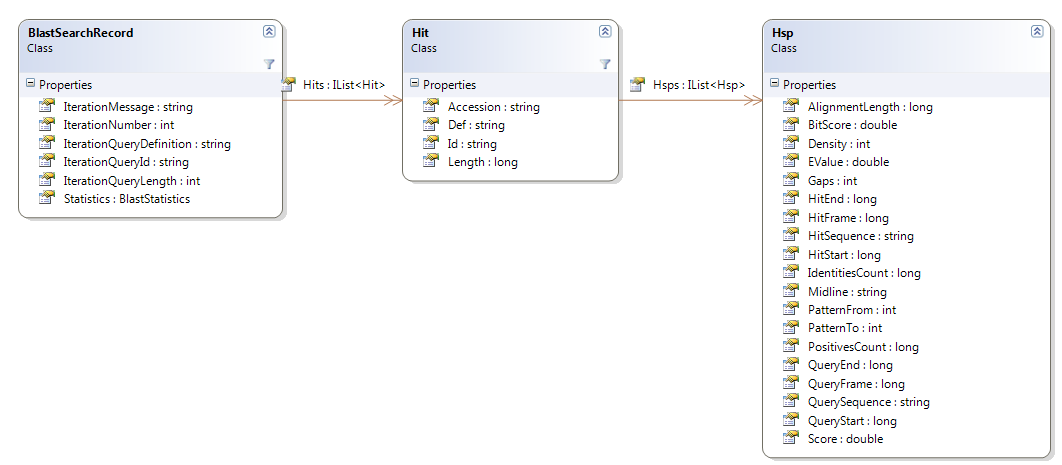 BlastSearchRecord
Class
Properties
IterationMessage : string
IterationNumber : int
IterationQueryDefinition : string
IterationQueryId : string
IterationQueryLength : int
Statistics : BlastStatistics
Hits : IList<Hit>
Hit
Class
Properties
Accession : string
Def : string
Id : string
Length : long
Hsps : IList<Hsp>
Hsp
Class
Properties
AlignmentLength : long
BitScore : double
Density : int
EValue : double
Gaps : int
HitEnd : long
HitFrame : long
HitSequence : string
HitStart : long
IdentitiesCount : long
Midline : string
PatternFrom : int
PatternTo : int
PositivesCount : long
QueryEnd : long
QueryFrame : long
QuerySequence : string
QueryStart : long
Score : double